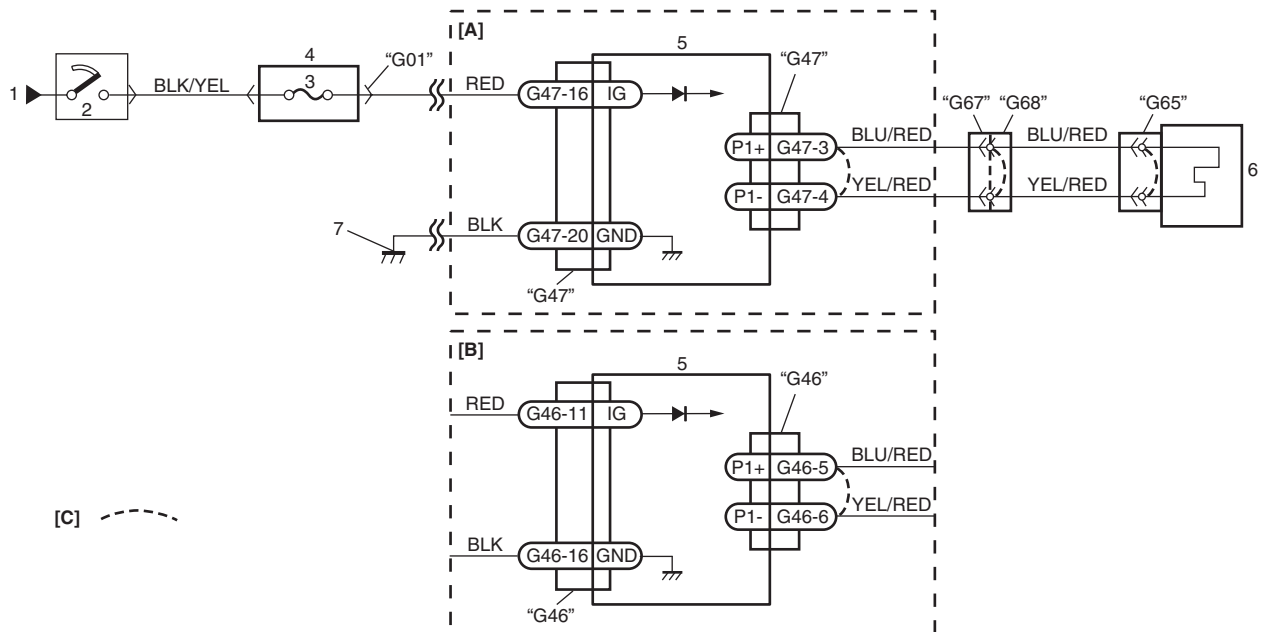 [A]
5
4
“G01”
“G47”
3
1
2
BLK/YEL
RED
G47-16 IG
“G67” “G68”
“G65”
P1+ G47-3
BLU/RED
BLU/RED
6
P1- G47-4
YEL/RED
YEL/RED
7
BLK
G47-20 GND
“G47”
[B]
5
“G46”
RED
G46-11 IG
P1+ G46-5
BLU/RED
P1- G46-6
YEL/RED
[C]
BLK
G46-16 GND
“G46”